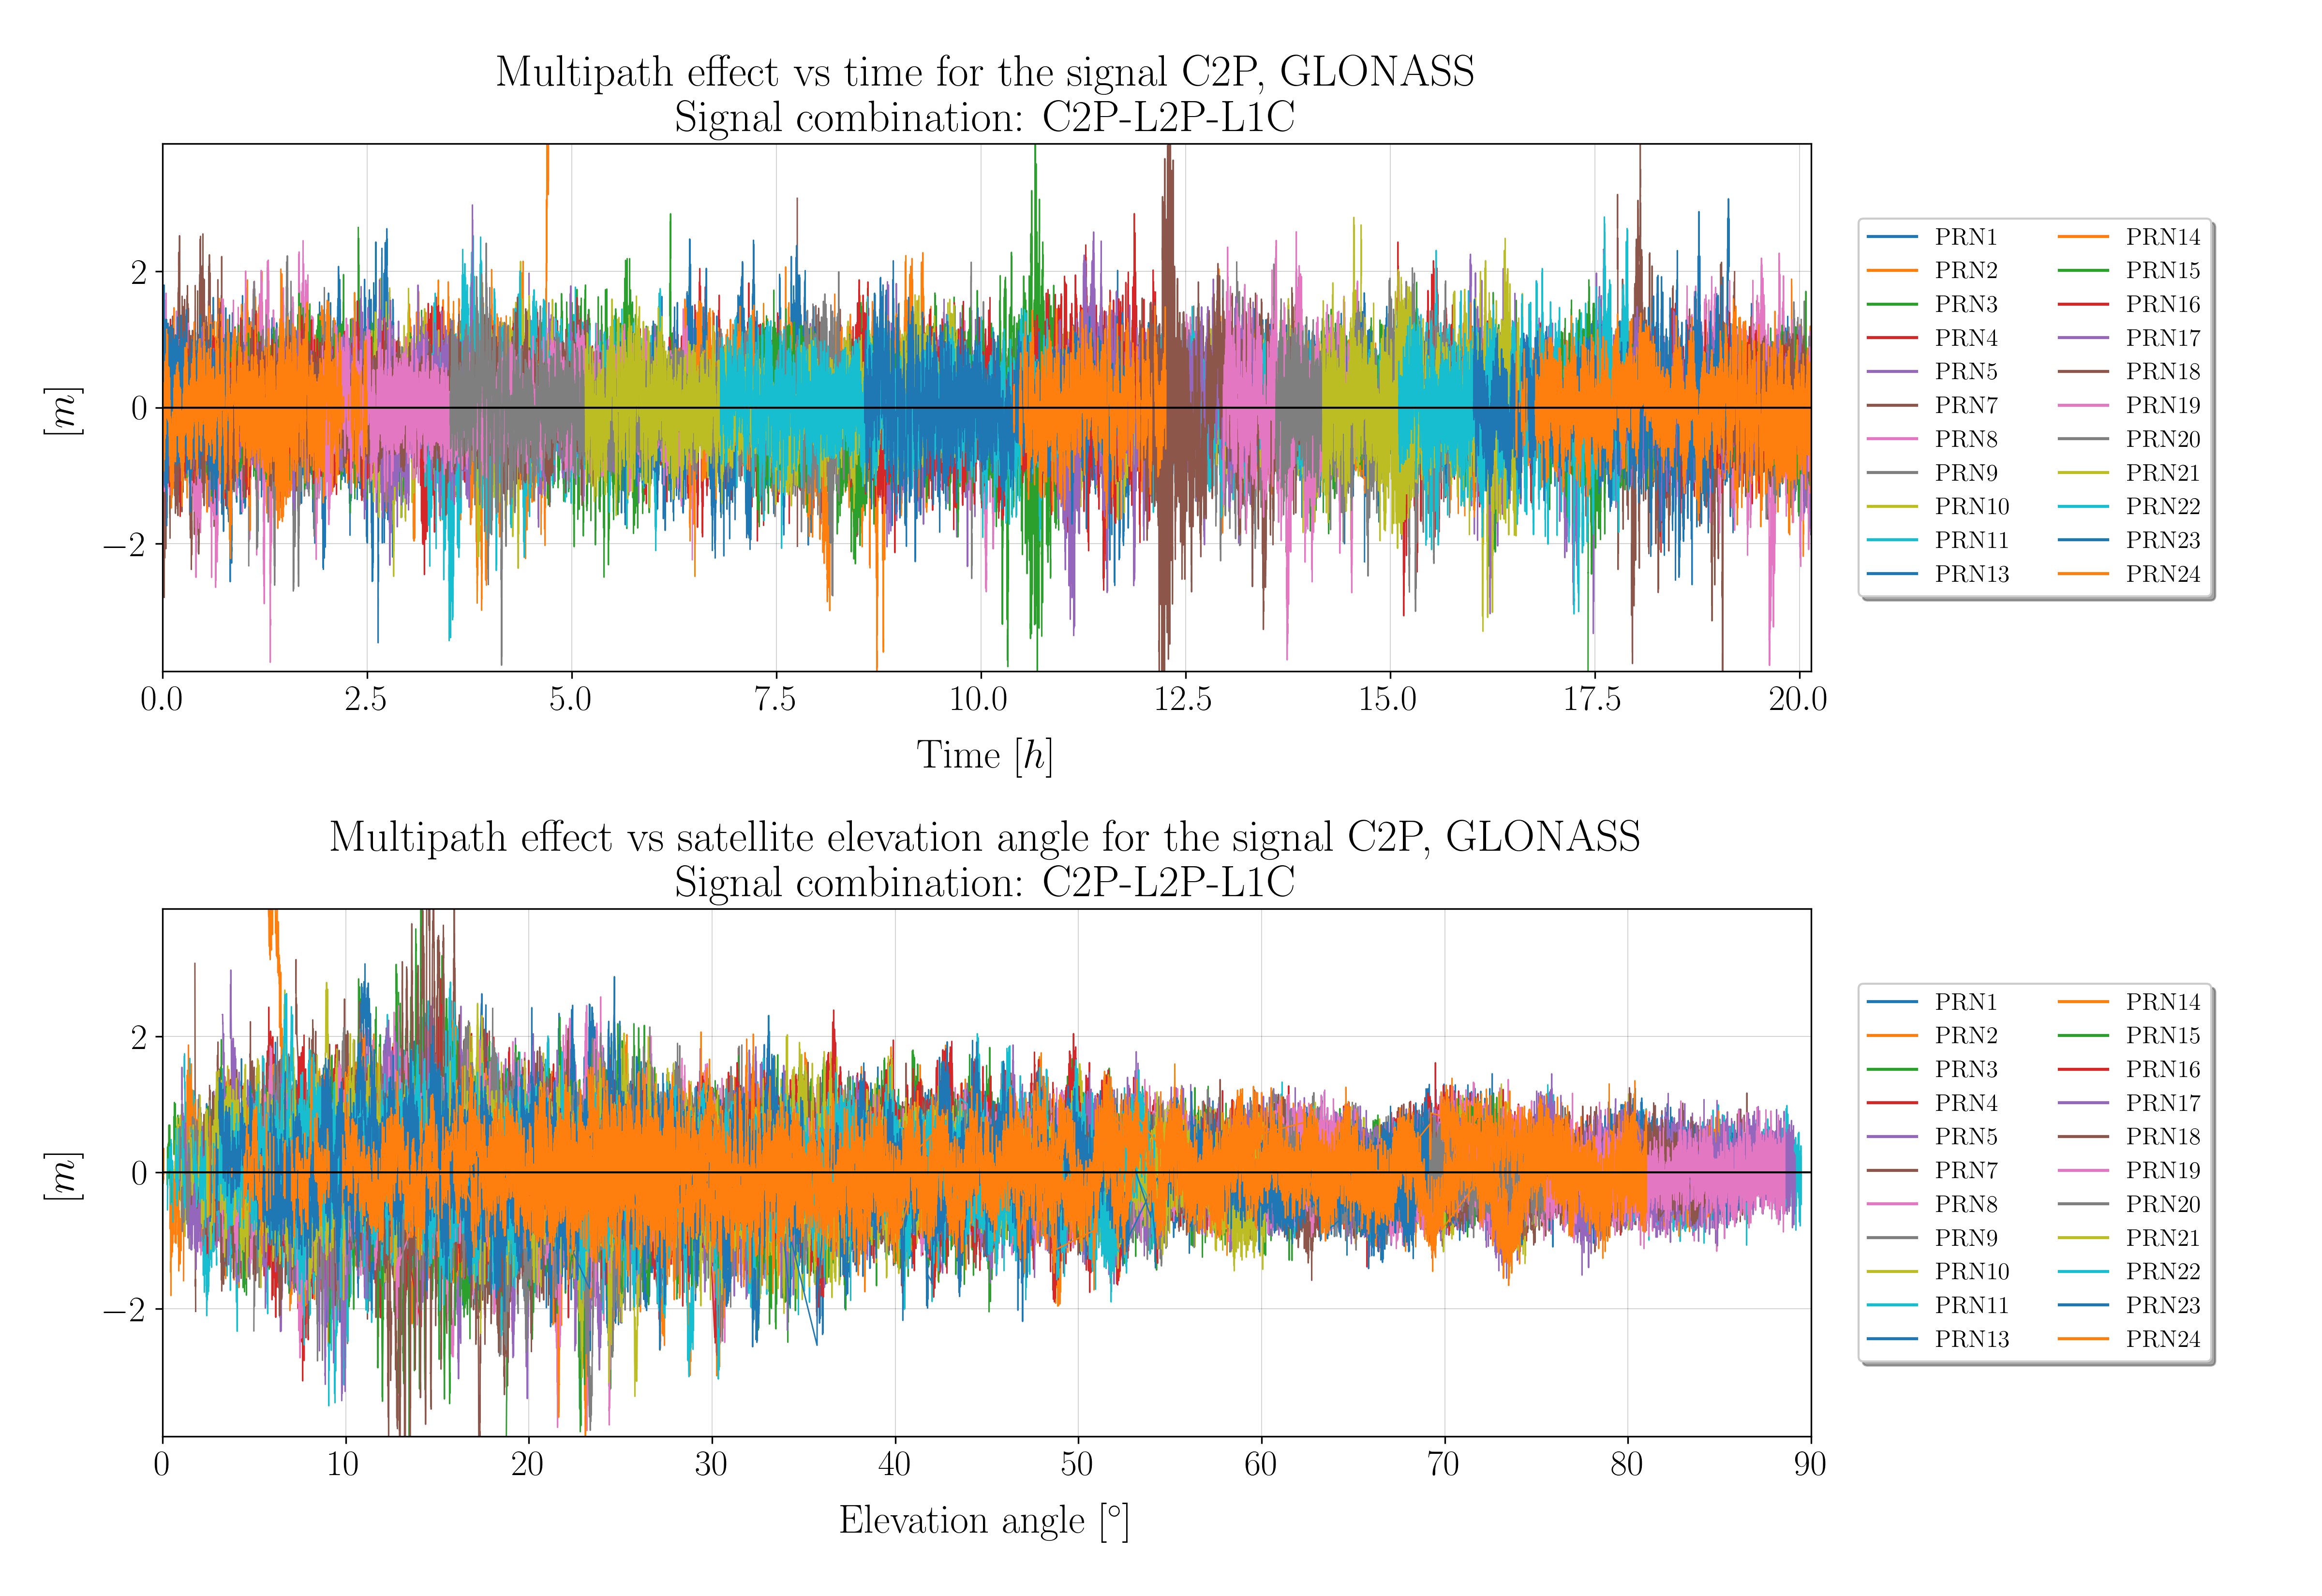 Multipath effect vs time for the signal C2P, GLONASS
Signal combination: C2P-L2P-L1C
[m]
2
0
−2
0.0 2.5 5.0 7.5 10.0 12.5 15.0 17.5 20.0
Time [h]
PRN1 PRN14
PRN2 PRN15
PRN3 PRN16
PRN4 PRN17
PRN5 PRN18
PRN7 PRN19
PRN8 PRN20
PRN9 PRN21
PRN10 PRN22
PRN11 PRN23
PRN13 PRN24
Multipath effect vs satellite elevation angle for the signal C2P, GLONASS
Signal combination: C2P-L2P-L1C
[m]
2
0
−2
0 10 20 30 40 50 60 70 80 90
Elevation angle [°]
PRN1 PRN14
PRN2 PRN15
PRN3 PRN16
PRN4 PRN17
PRN5 PRN18
PRN7 PRN19
PRN8 PRN20
PRN9 PRN21
PRN10 PRN22
PRN11 PRN23
PRN13 PRN24